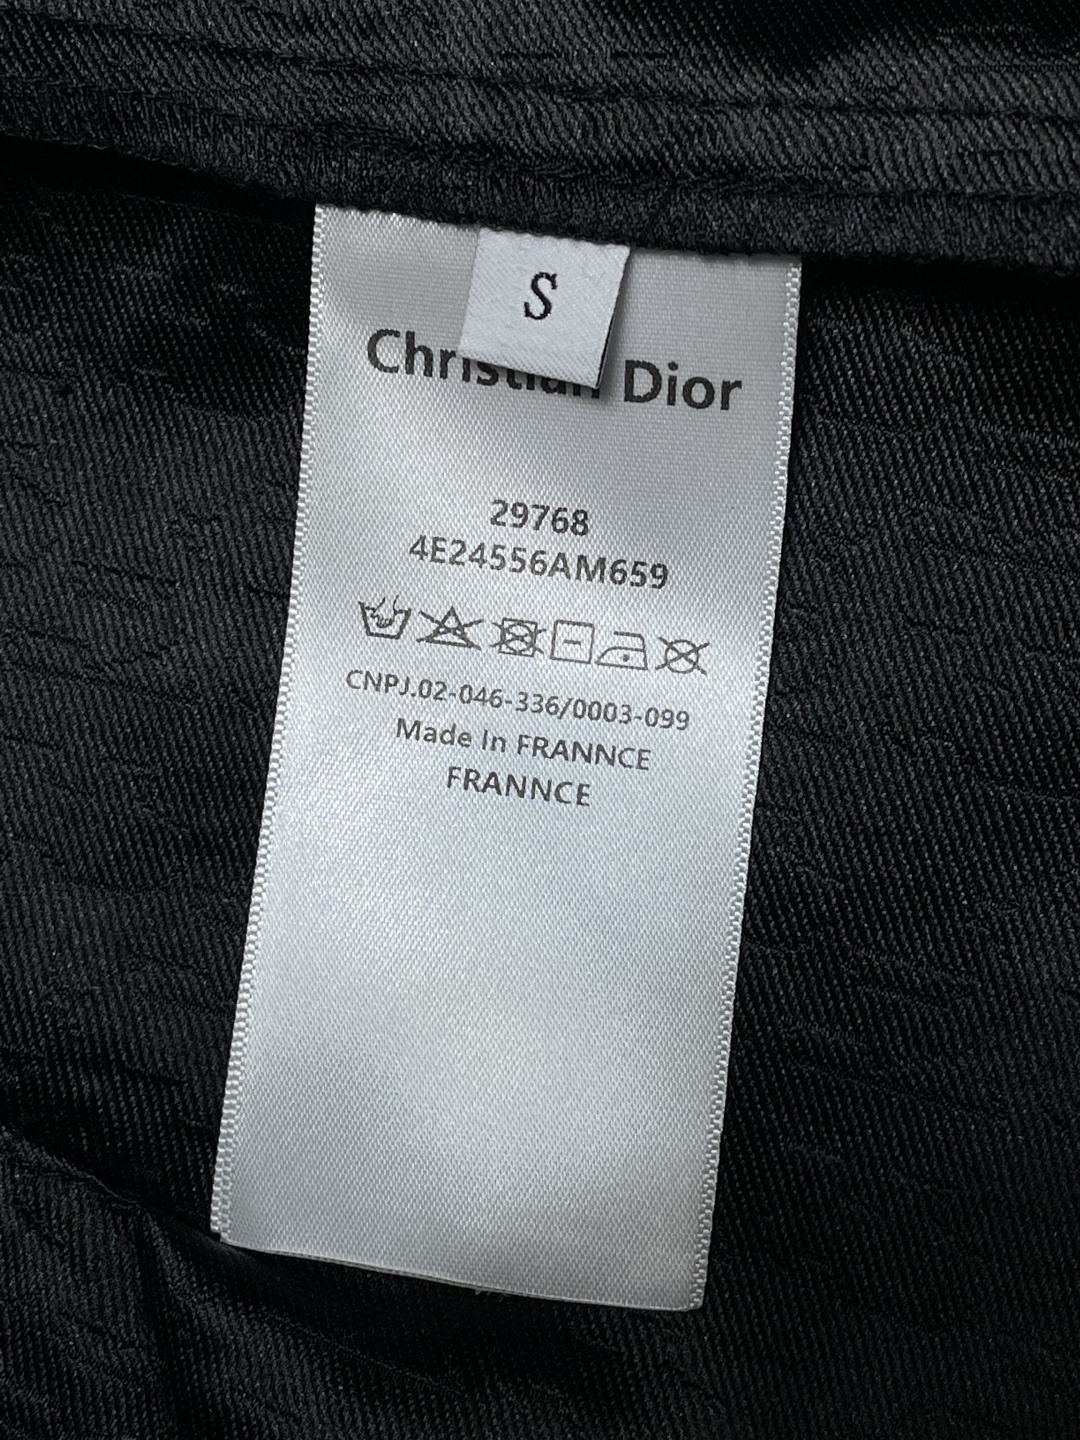 S
Christian Dior
29768
4E24556AM659
CNPJ.02-046-336/0003-099
Made In FRANNCE
FRANNCE